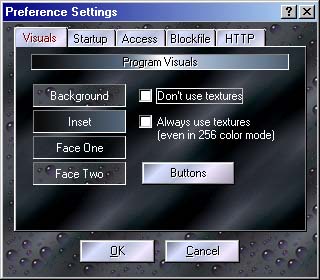 Preference Settings
Visuals Startup Access Blockfile HTTP
Program Visuals
Background
Inset
Face One
Face Two
Don't use textures
Always use textures
(even in 256 color mode)
Buttons
OK Cancel